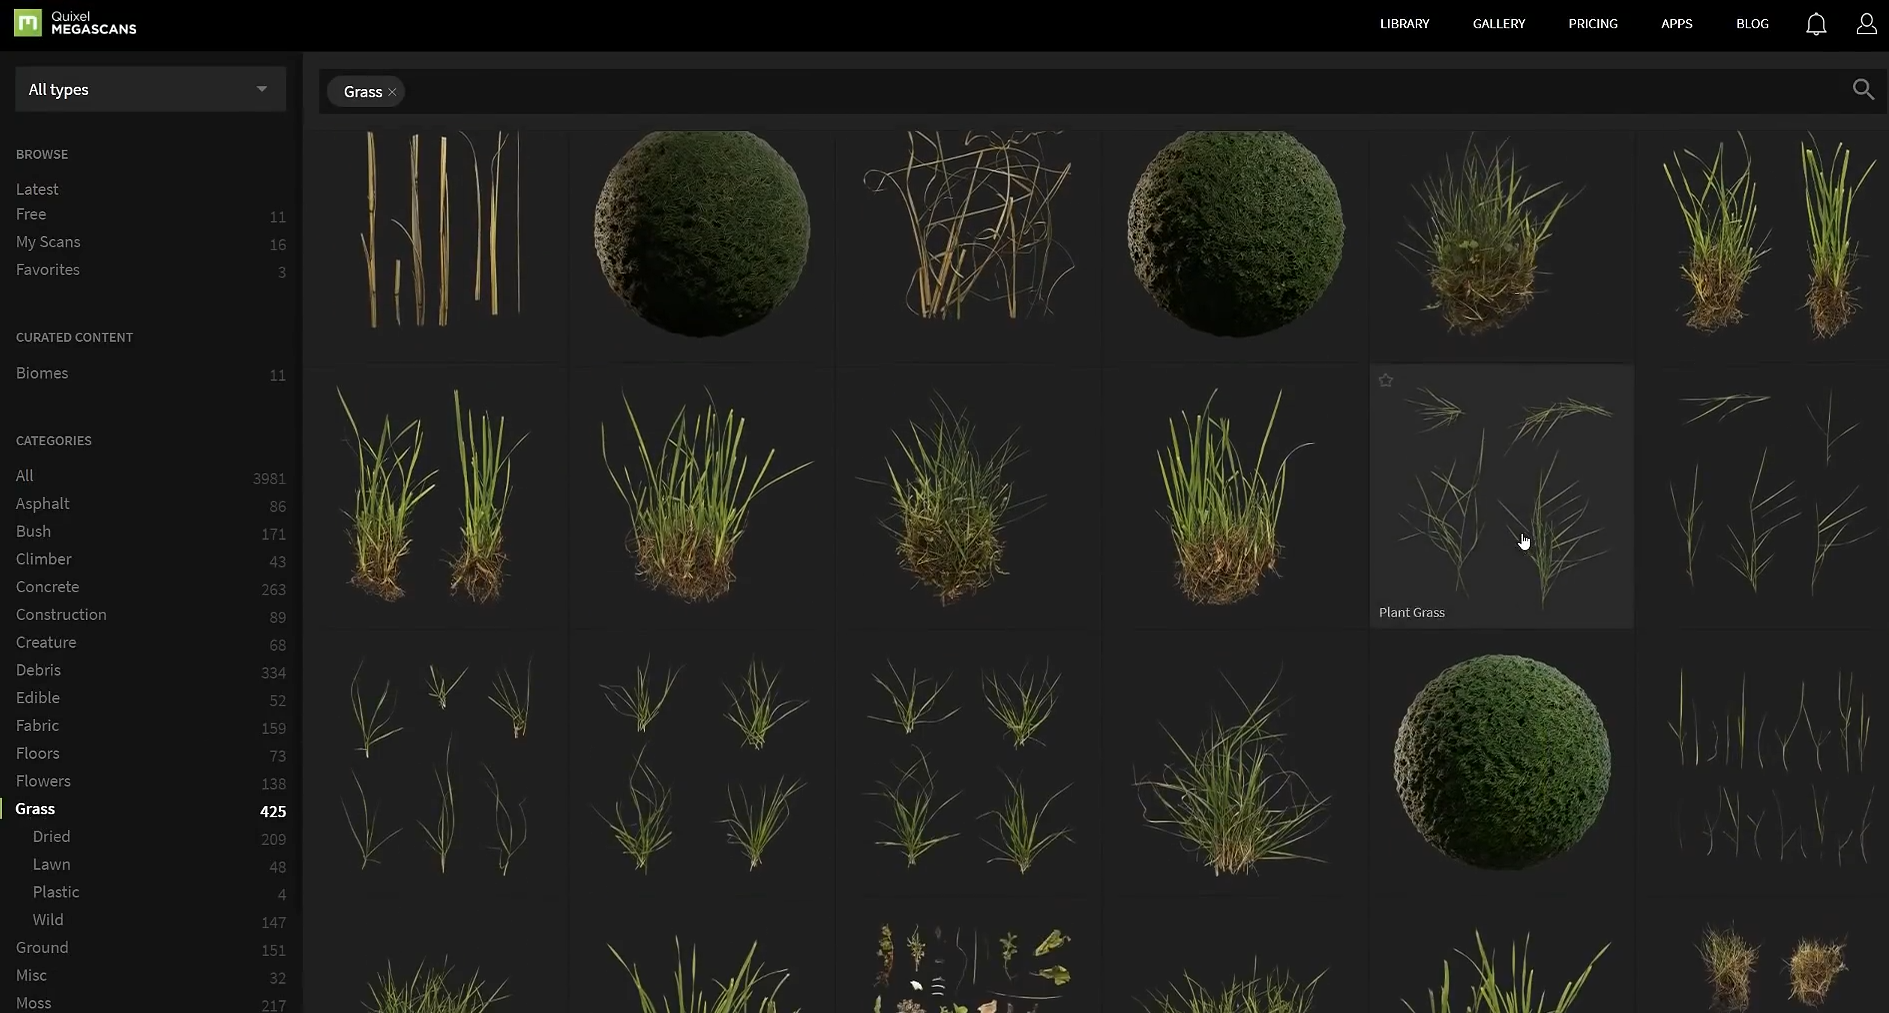 Quixel
MEGASCANS
LIBRARY GALLERY PRICING APPS BLOG
All types
Grass ×
BROWSE
Latest
Free 11
My Scans 16
Favorites 3
CURATED CONTENT
Biomes 11
CATEGORIES
All 3981
Asphalt 86
Bush 171
Climber 43
Concrete 263
Construction 89
Creature 68
Debris 334
Edible 52
Fabric 159
Floors 73
Flowers 138
Grass 425
Dried 209
Lawn 48
Plastic 4
Wild 147
Ground 151
Misc 32
Moss 217
Plant Grass